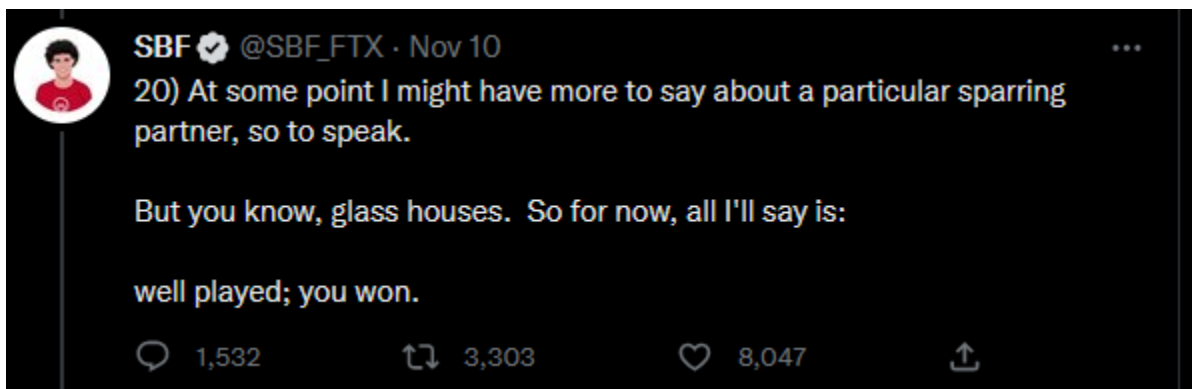 SBF @SBF_FTX · Nov 10
20) At some point I might have more to say about a particular sparring
partner, so to speak.
But you know, glass houses.  So for now, all I'll say is:
well played; you won.
1,532 3,303 8,047